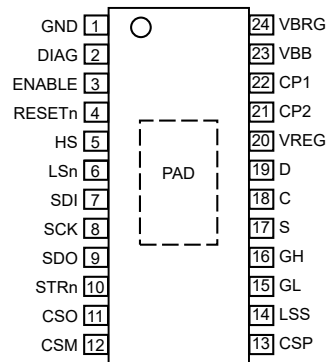 GND 1 24 VBRG
DIAG 2 23 VBB
ENABLE 3 22 CP1
RESETn 4 21 CP2
HS 5 20 VREG
LSn 6 PAD 19 D
SDI 7 18 C
SCK 8 17 S
SDO 9 16 GH
STRn 10 15 GL
CSO 11 14 LSS
CSM 12 13 CSP